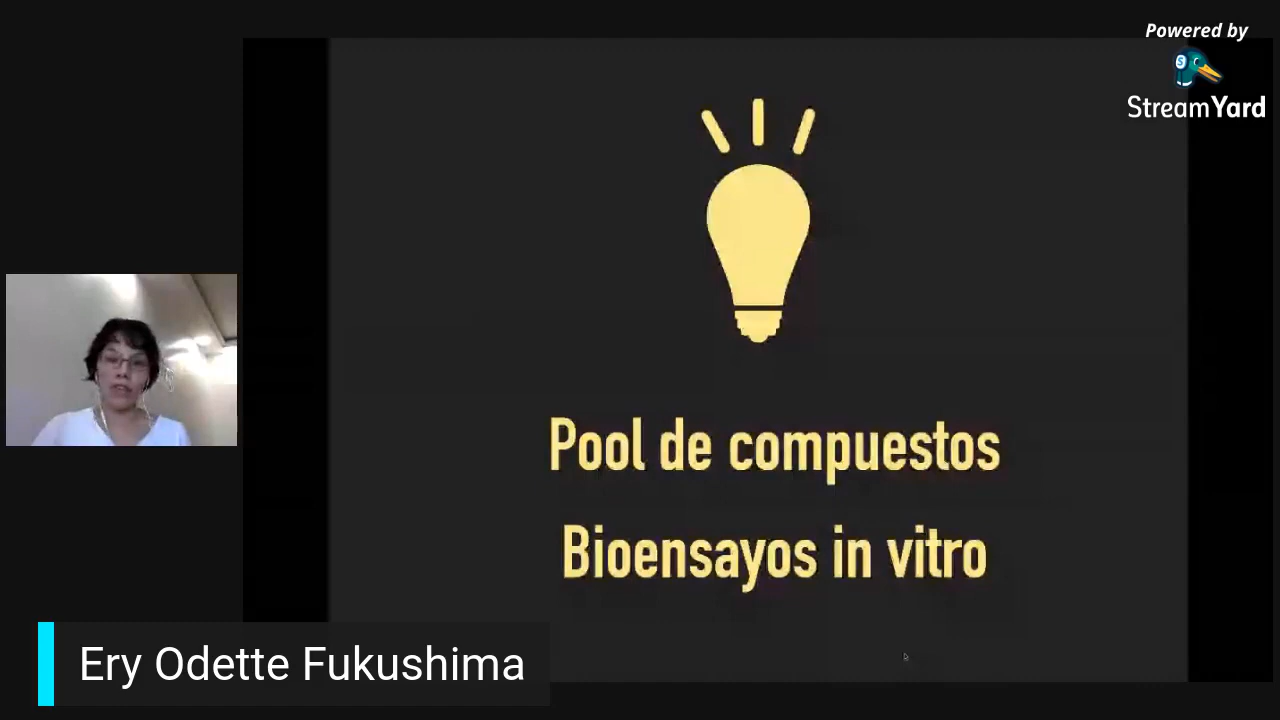 Powered by
StreamYard
Pool de compuestos
Bioensayos in vitro
Ery Odette Fukushima